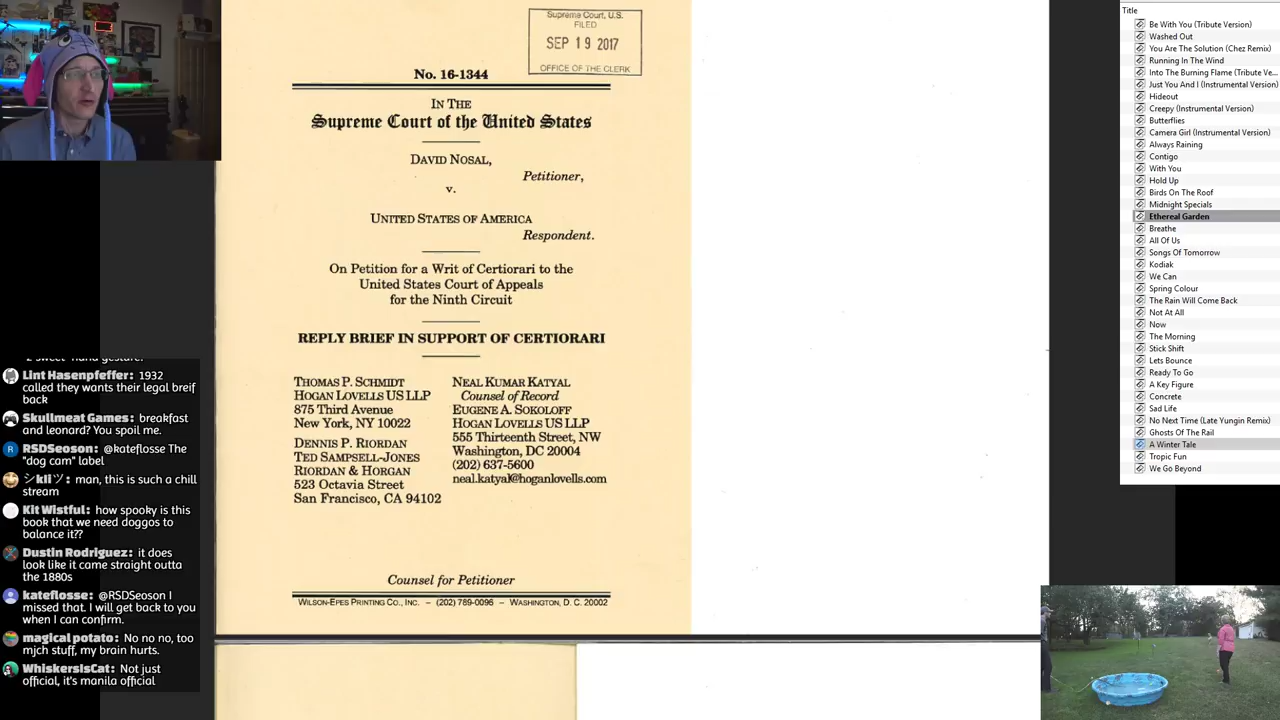 Supreme Court, U.S.
FILED
SEP 19 2017
OFFICE OF THE CLERK
No. 16-1344
IN THE
Supreme Court of the United States
DAVID NOSAL,
Petitioner,
v.
UNITED STATES OF AMERICA
Respondent.
On Petition for a Writ of Certiorari to the
United States Court of Appeals
for the Ninth Circuit
REPLY BRIEF IN SUPPORT OF CERTIORARI
THOMAS P. SCHMIDT
HOGAN LOVELLS US LLP
875 Third Avenue
New York, NY 10022
DENNIS P. RIORDAN
TED SAMPSELL-JONES
RIORDAN & HORGAN
523 Octavia Street
San Francisco, CA 94102
NEAL KUMAR KATYAL
Counsel of Record
EUGENE A. SOKOLOFF
HOGAN LOVELLS US LLP
555 Thirteenth Street, NW
Washington, DC 20004
(202) 637-5600
neal.katyal@hoganlovells.com
Counsel for Petitioner
WILSON-EPES PRINTING CO., INC. – (202) 789-0096 – WASHINGTON, D. C. 20002
2 sweet" hand gesture.
Lint Hasenpfeffer: 1932
called they wants their legal breif
back
Skullmeat Games: breakfast
and leonard? You spoil me.
RSDSeoson: @kateflosse The
"dog cam" label
シkliツ: man, this is such a chill
stream
Kit Wistful: how spooky is this
book that we need doggos to
balance it??
Dustin Rodriguez: it does
look like it came straight outta
the 1880s
kateflosse: @RSDSeoson I
missed that. I will get back to you
when I can confirm.
magical potato: No no no, too
mjch stuff, my brain hurts.
WhiskersIsCat: Not just
official, it's manila official
Title
Be With You (Tribute Version)
Washed Out
You Are The Solution (Chez Remix)
Running In The Wind
Into The Burning Flame (Tribute Ve...
Just You And I (Instrumental Version)
Hideout
Creepy (Instrumental Version)
Butterflies
Camera Girl (Instrumental Version)
Always Raining
Contigo
With You
Hold Up
Birds On The Roof
Midnight Specials
Ethereal Garden
Breathe
All Of Us
Songs Of Tomorrow
Kodiak
We Can
Spring Colour
The Rain Will Come Back
Not At All
Now
The Morning
Stick Shift
Lets Bounce
Ready To Go
A Key Figure
Concrete
Sad Life
No Next Time (Late Yungin Remix)
Ghosts Of The Rail
A Winter Tale
Tropic Fun
We Go Beyond